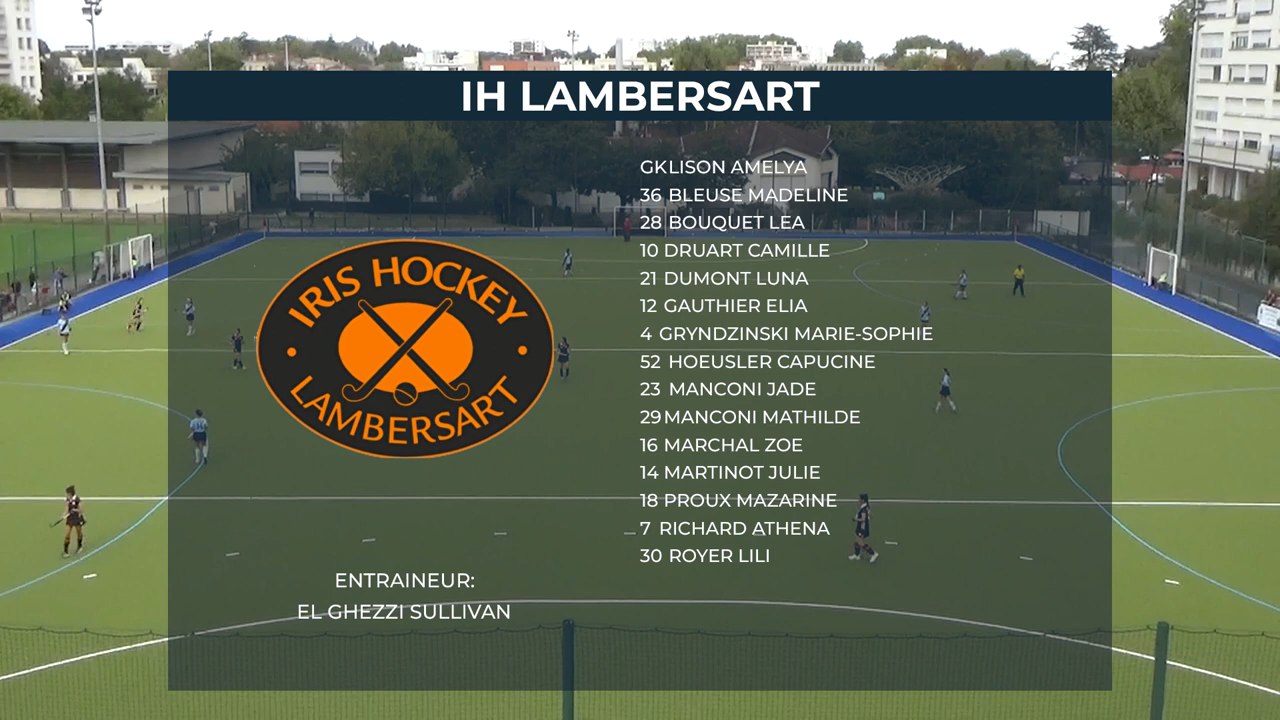 IH LAMBERSART
IRIS HOCKEY
LAMBERSART
ENTRAINEUR:
EL GHEZZI SULLIVAN
GKLISON AMELYA
36 BLEUSE MADELINE
28 BOUQUET LEA
10 DRUART CAMILLE
21 DUMONT LUNA
12 GAUTHIER ELIA
4 GRYNDZINSKI MARIE-SOPHIE
52 HOEUSLER CAPUCINE
23 MANCONI JADE
29 MANCONI MATHILDE
16 MARCHAL ZOE
14 MARTINOT JULIE
18 PROUX MAZARINE
7 RICHARD ATHENA
30 ROYER LILI